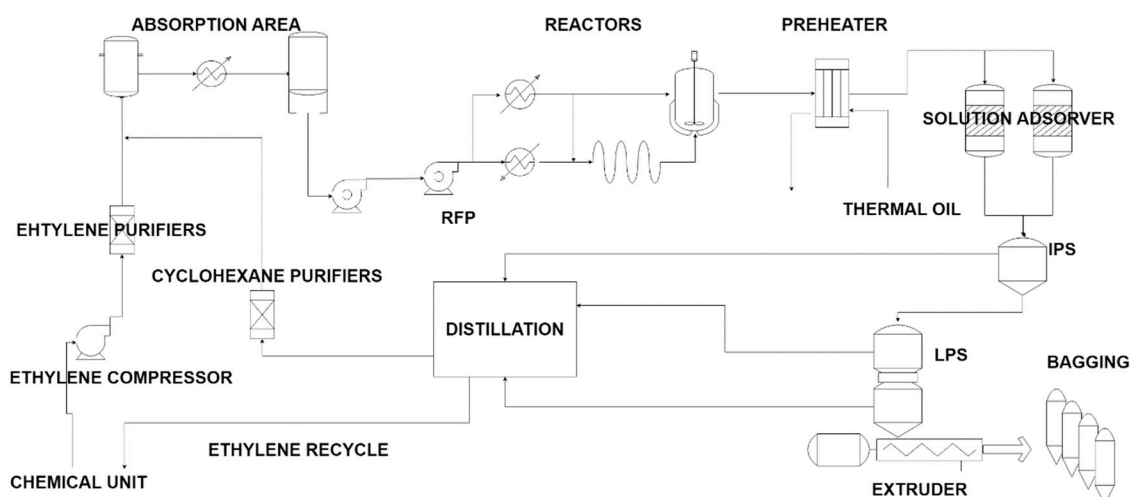 ABSORPTION AREA
REACTORS
PREHEATER
SOLUTION ADSORVER
THERMAL OIL
RFP
EHTYLENE PURIFIERS
IPS
CYCLOHEXANE PURIFIERS
DISTILLATION
LPS
BAGGING
ETHYLENE COMPRESSOR
ETHYLENE RECYCLE
CHEMICAL UNIT
EXTRUDER